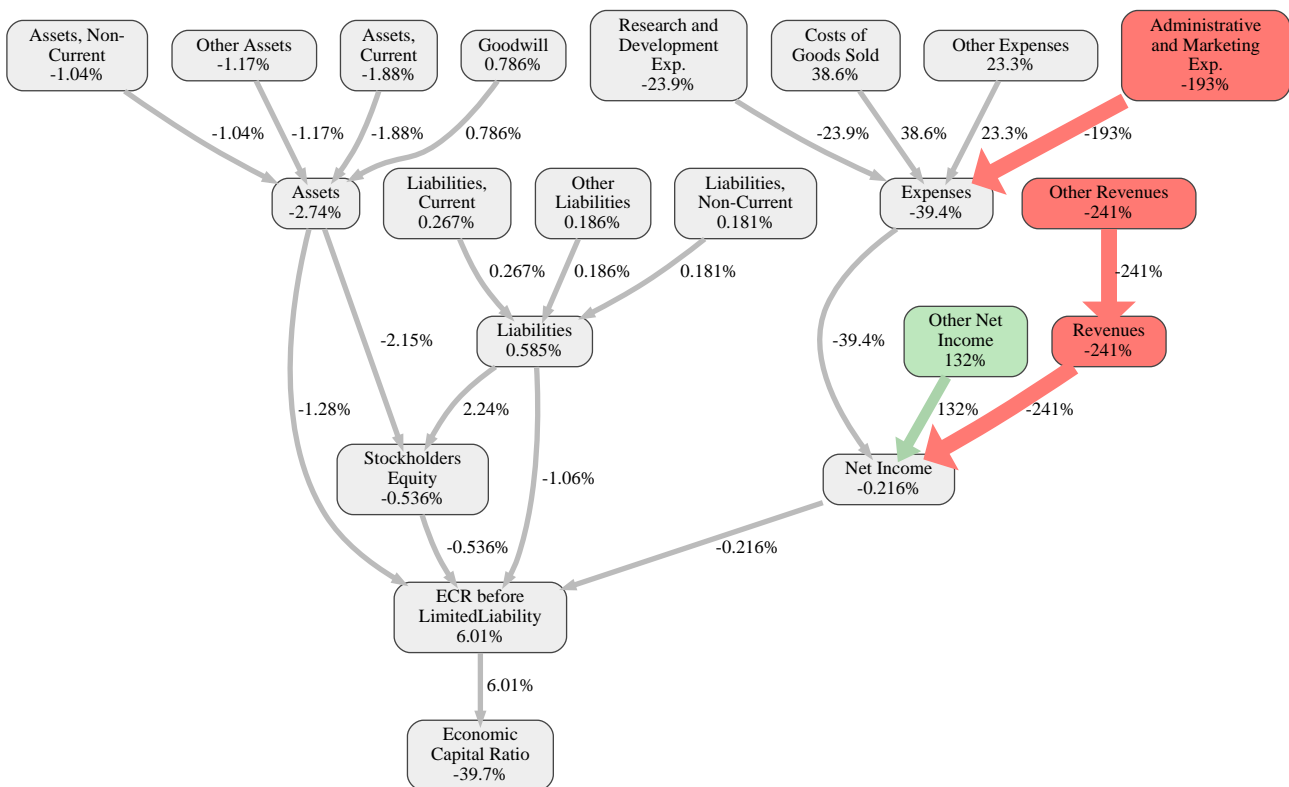 Assets, Non-
Current
-1.04%
Other Assets
-1.17%
Assets,
Current
-1.88%
Goodwill
0.786%
Research and
Development
Exp.
-23.9%
Costs of
Goods Sold
38.6%
Other Expenses
23.3%
Administrative
and Marketing
Exp.
-193%
-1.04%
-1.17%
-1.88%
0.786%
-23.9%
38.6%
23.3%
-193%
Assets
-2.74%
Liabilities,
Current
0.267%
Other
Liabilities
0.186%
Liabilities,
Non-Current
0.181%
Expenses
-39.4%
Other Revenues
-241%
0.267%
0.186%
0.181%
-241%
-2.15%
Liabilities
0.585%
-39.4%
Other Net
Income
132%
Revenues
-241%
-1.28%
2.24%
132%
-241%
Stockholders
Equity
-0.536%
-1.06%
Net Income
-0.216%
-0.536%
-0.216%
ECR before
LimitedLiability
6.01%
6.01%
Economic
Capital Ratio
-39.7%